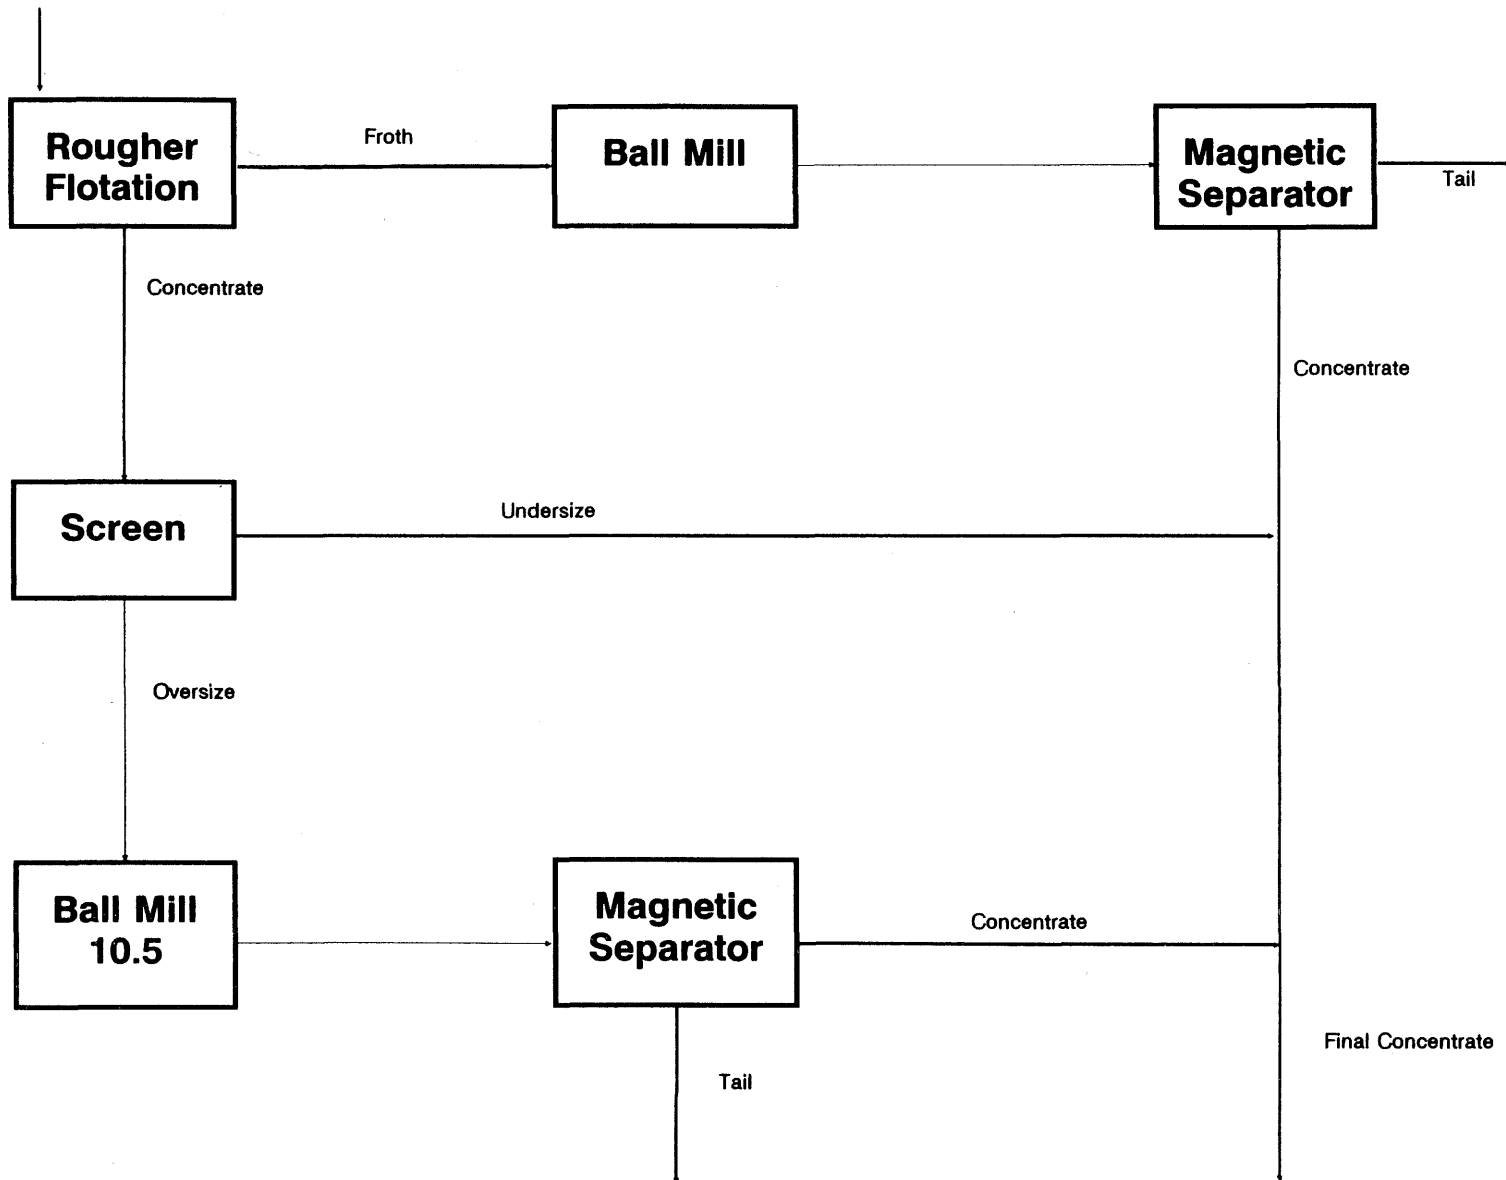 Rougher
Flotation
Froth
Ball Mill
Magnetic
Separator
Tail
Concentrate
Concentrate
Screen
Undersize
Oversize
Ball Mill
10.5
Magnetic
Separator
Concentrate
Final Concentrate
Tail